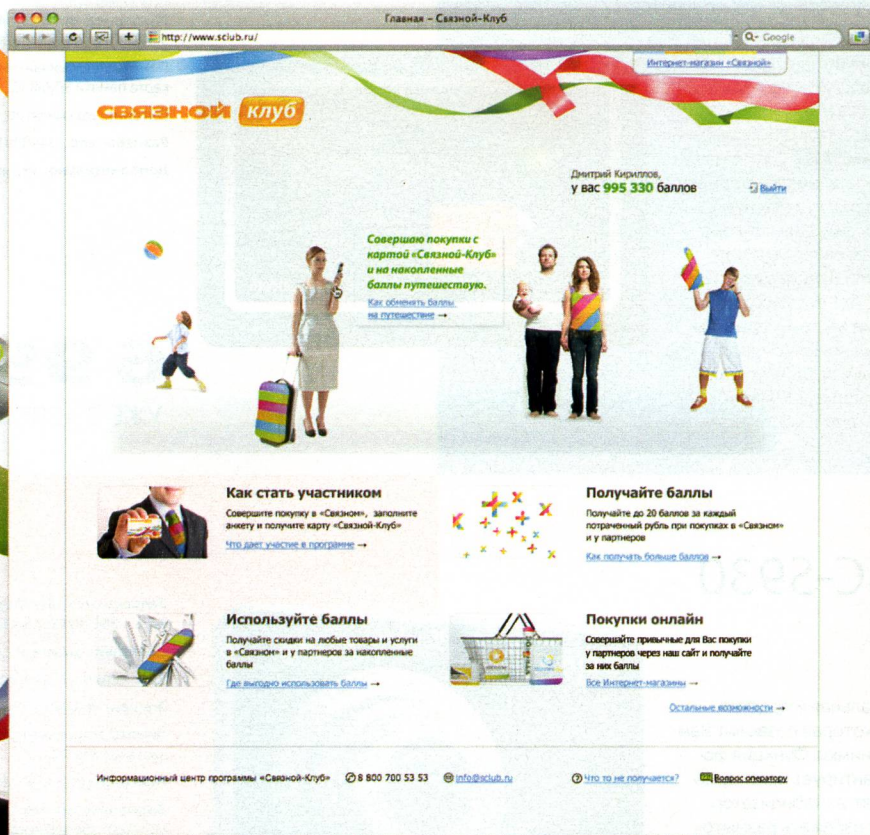 Главная – Связной-Клуб
http://www.sclub.ru/
Google
Интернет-магазин «Связной»
СВЯЗНОЙ клуб
Дмитрий Кириллов,
у вас 995 330 баллов
Выйти
Совершаю покупки с
картой «Связной-Клуб»
и на накопленные
баллы путешествую.
Как обменять баллы
на путешествие →
Как стать участником
Совершите покупку в «Связном», заполните
анкету и получите карту «Связной-Клуб»
Что дает участие в программе →
Получайте баллы
Получайте до 20 баллов за каждый
потраченный рубль при покупках в «Связном»
и у партнеров
Как получать больше баллов →
Используйте баллы
Получайте скидки на любые товары и услуги
в «Связном» и у партнеров за накопленные
баллы
Где выгодно использовать баллы →
Покупки онлайн
Совершайте привычные для Вас покупки
у партнеров через наш сайт и получайте
за них баллы
Все Интернет-магазины →
Остальные возможности →
Информационный центр программы «Связной-Клуб»
8 800 700 53 53
info@sclub.ru
Что то не получается?
Вопрос оператору